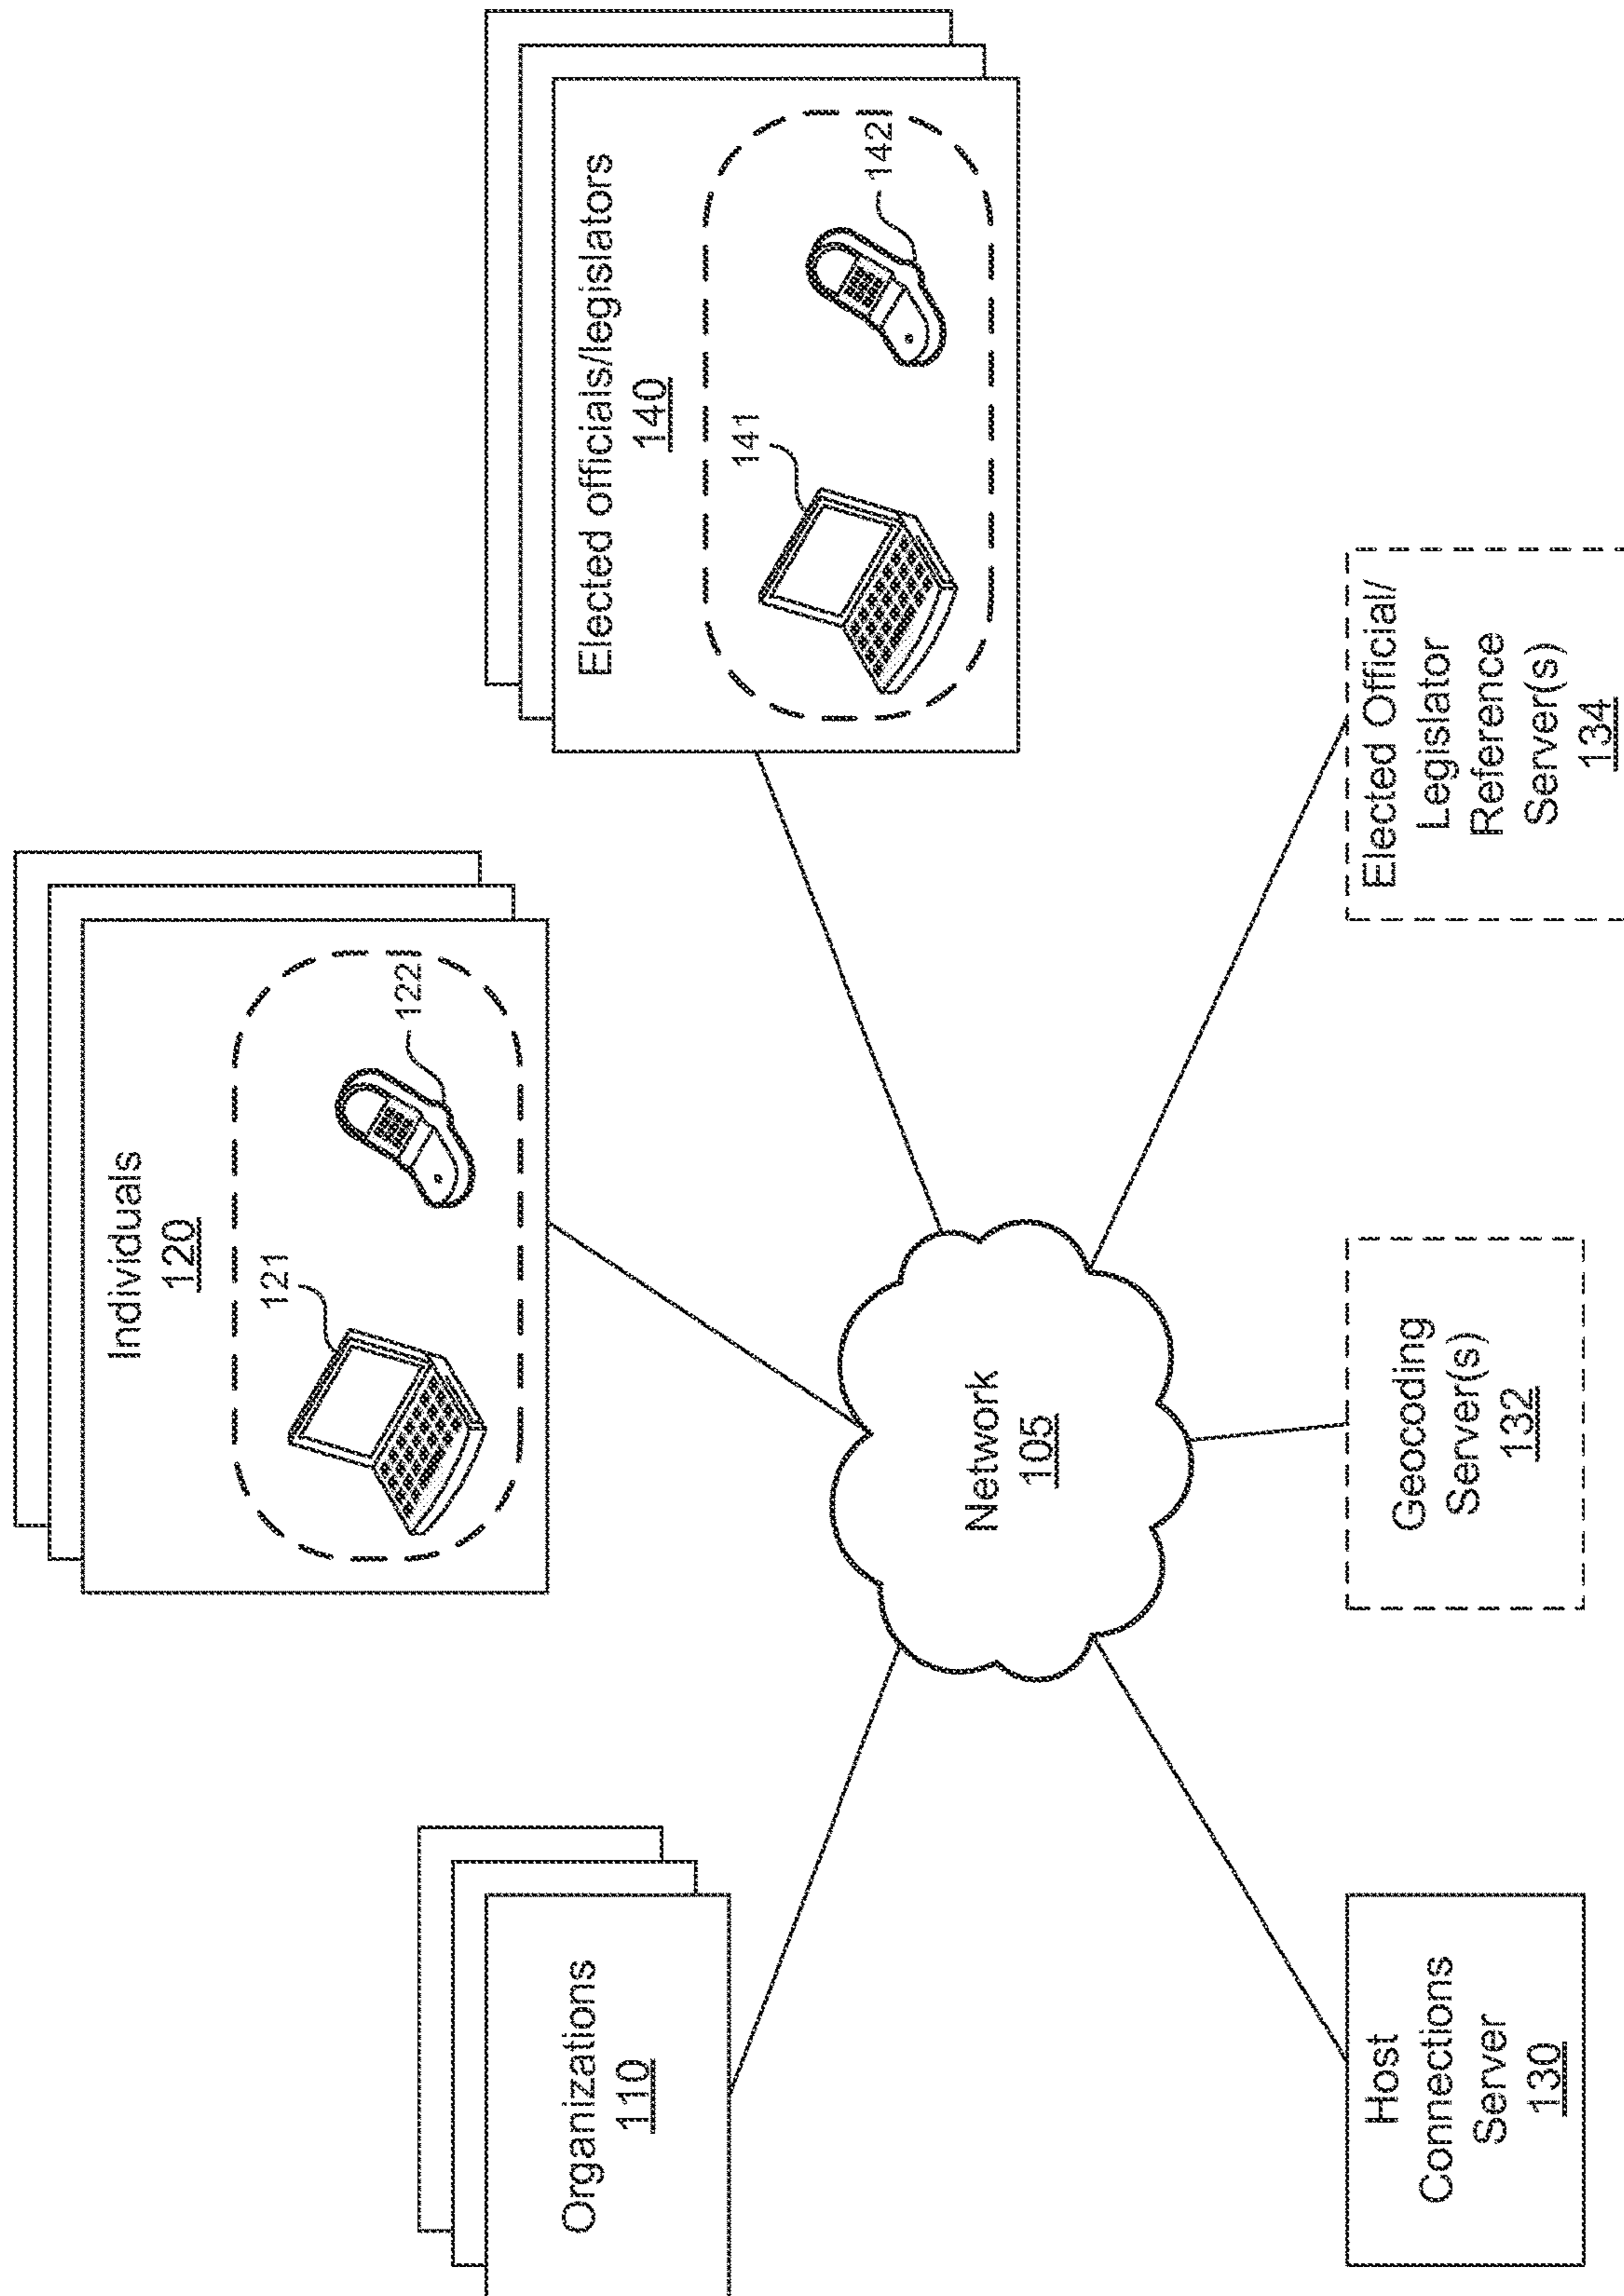 Individuals
120
121
122
Elected officials/legislators
140
141
142
Organizations
110
Network
105
Host
Connections
Server
130
Geocoding
Server(s)
132
Elected Official/
Legislator
Reference
Server(s)
134